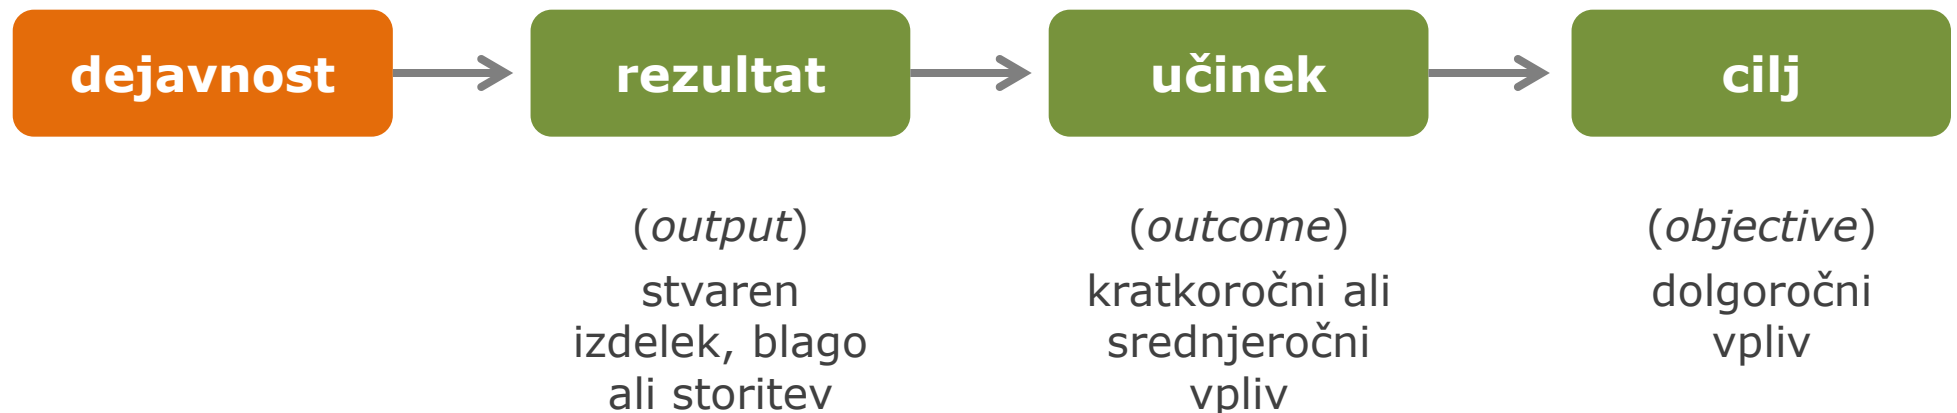 dejavnost
rezultat
učinek
cilj
(output)
stvaren
izdelek, blago
ali storitev
(outcome)
kratkoročni ali
srednjeročni
vpliv
(objective)
dolgoročni
vpliv